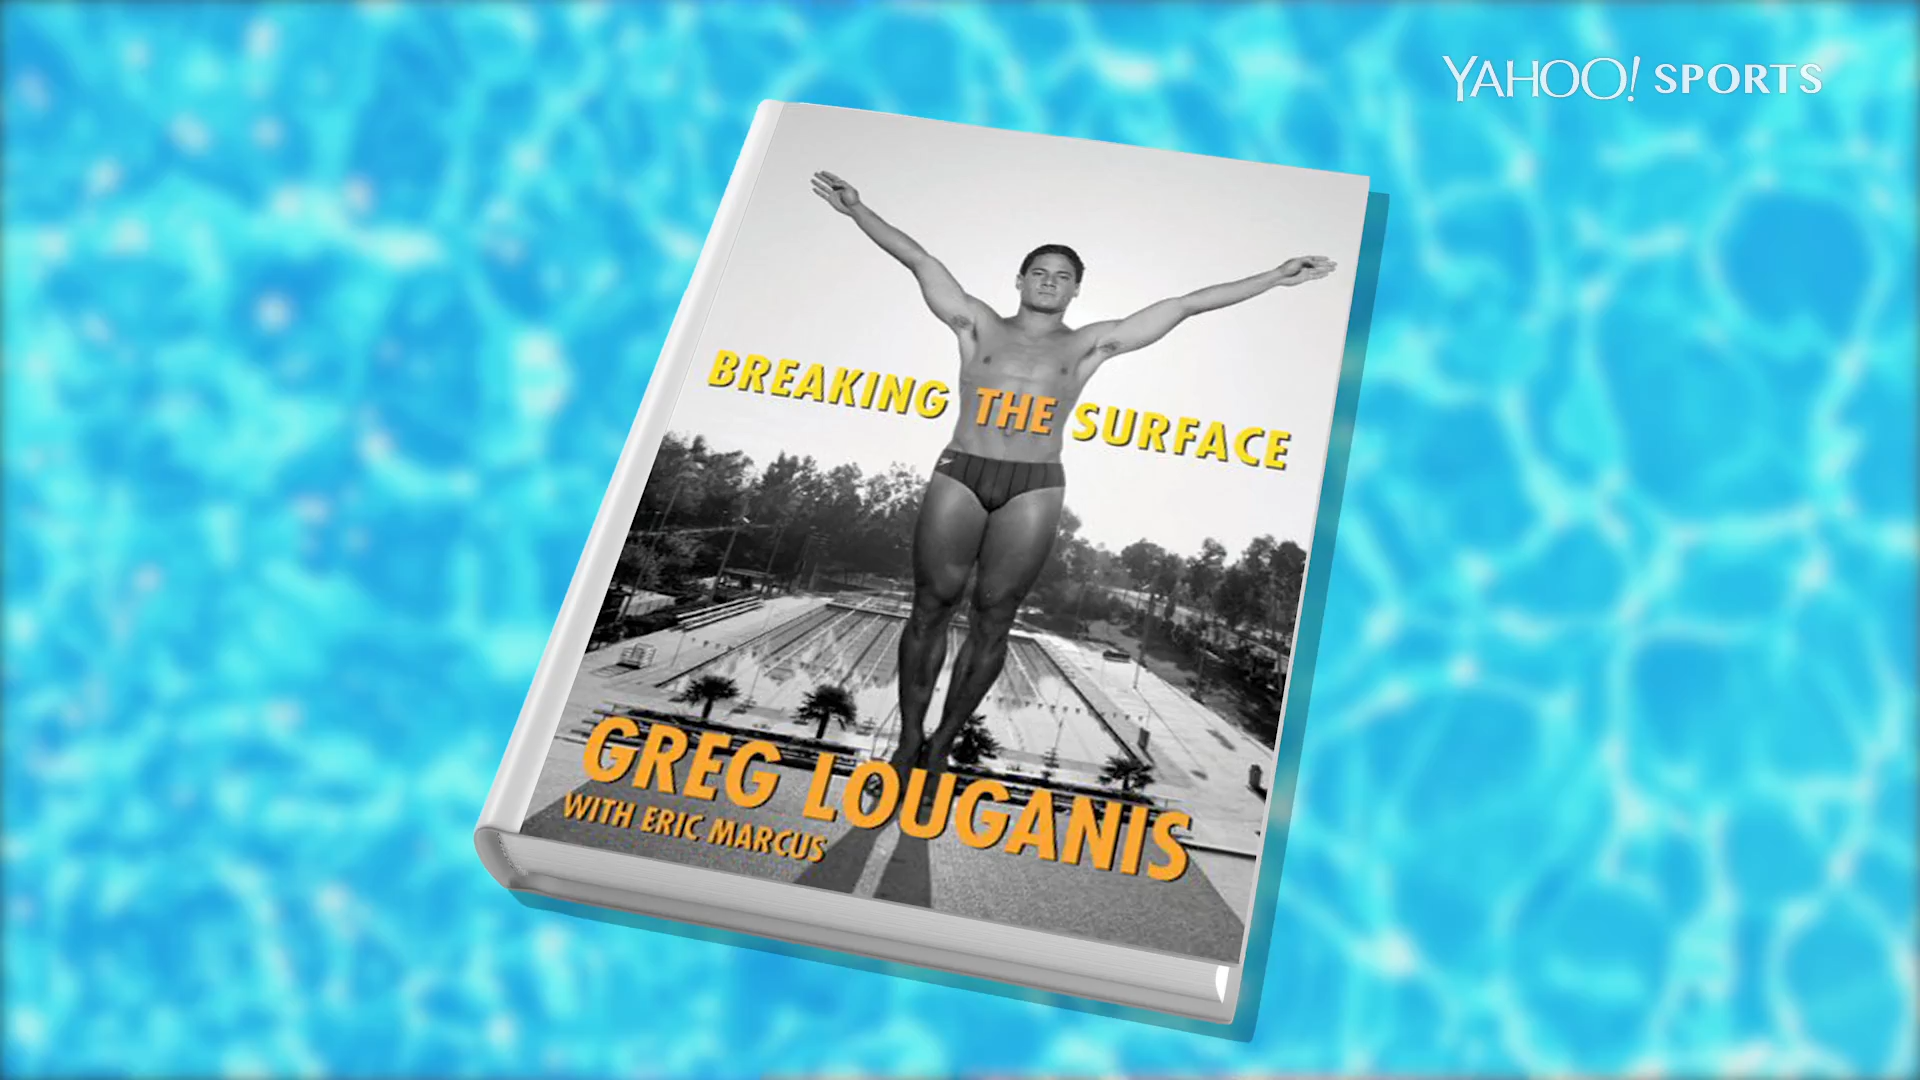 YAHOO! SPORTS
BREAKING THE SURFACE
GREG LOUGANIS
WITH ERIC MARCUS